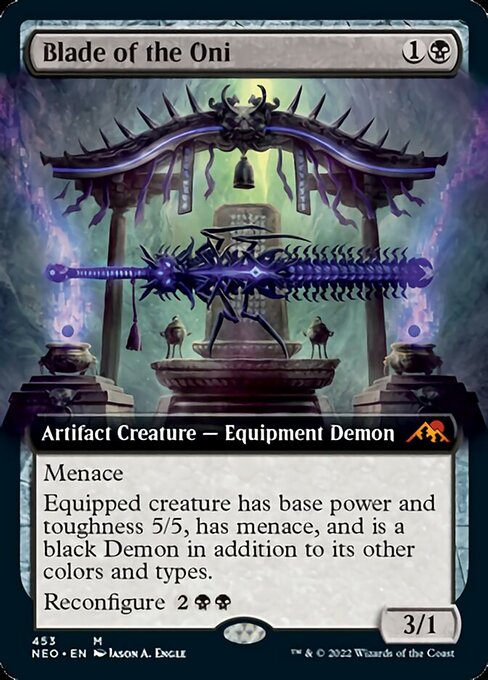 Blade of the Oni 1
Artifact Creature — Equipment Demon
Menace
Equipped creature has base power and
toughness 5/5, has menace, and is a
black Demon in addition to its other
colors and types.
Reconfigure 2
3/1
453 M
NEO • EN Jason A. Engle
™ & © 2022 Wizards of the Coast